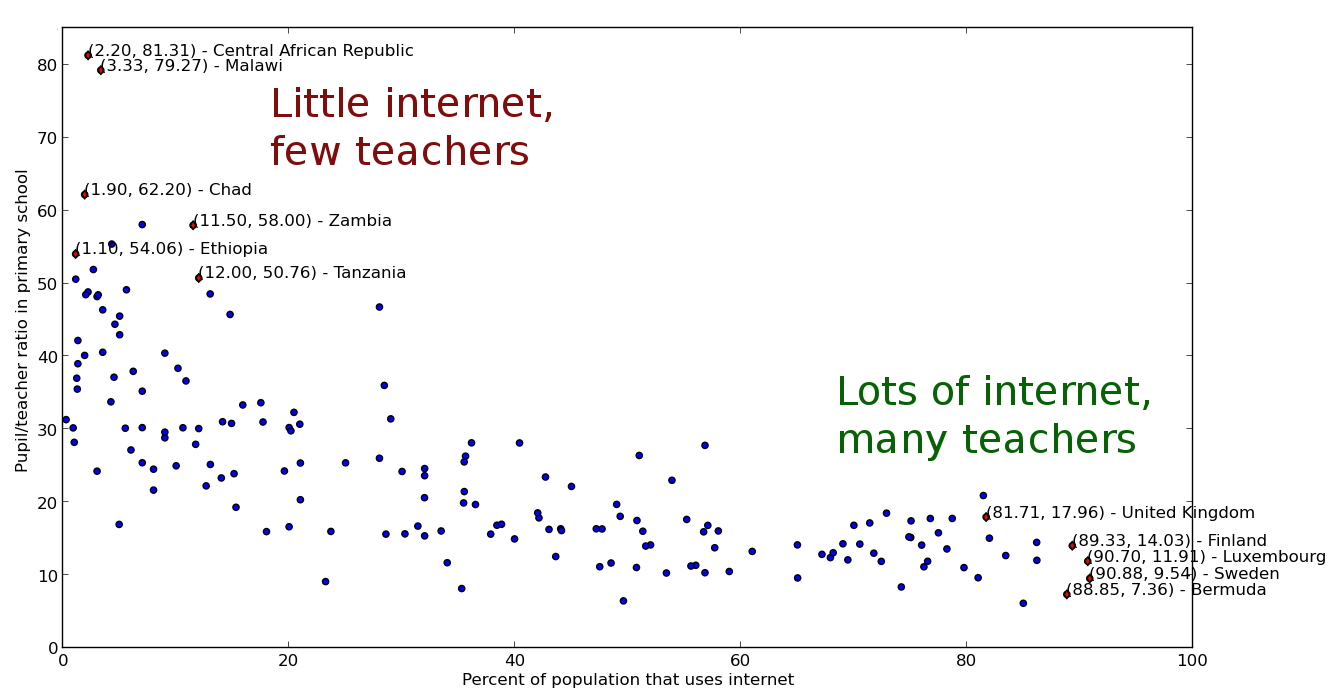 (2.20, 81.31) - Central African Republic
(3.33, 79.27) - Malawi
Little internet,
few teachers
(1.90, 62.20) - Chad
(11.50, 58.00) - Zambia
(1.10, 54.06) - Ethiopia
(12.00, 50.76) - Tanzania
Lots of internet,
many teachers
(81.71, 17.96) - United Kingdom
(89.33, 14.03) - Finland
(90.70, 11.91) - Luxembourg
(90.88, 9.54) - Sweden
(88.85, 7.36) - Bermuda
Pupil/teacher ratio in primary school
80
70
60
50
40
30
20
10
0
0 20 40 60 80 100
Percent of population that uses internet